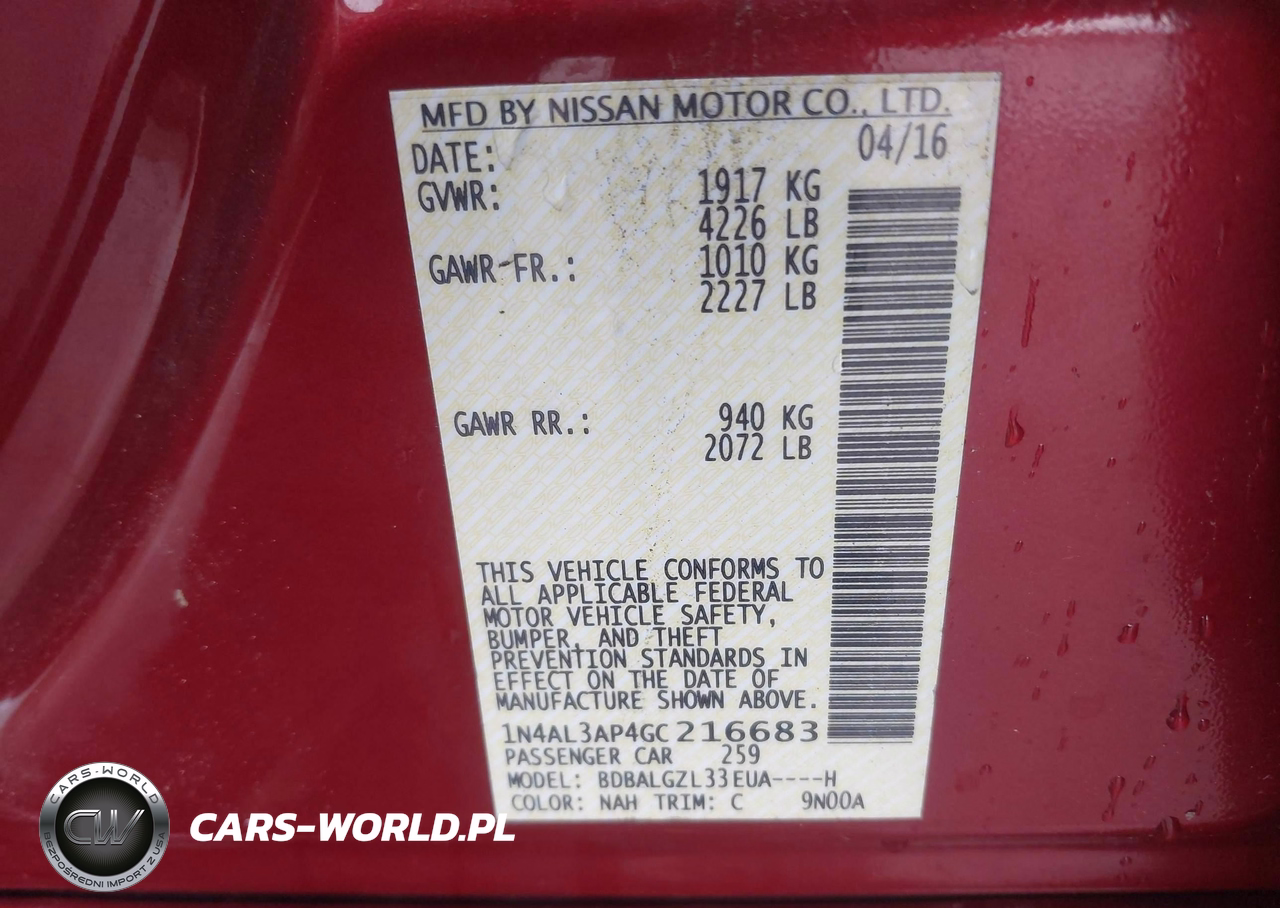 MFD BY NISSAN MOTOR CO., LTD.
DATE: 04/16
GVWR: 1917 KG
4226 LB
GAWR-FR.: 1010 KG
2227 LB
GAWR RR.: 940 KG
2072 LB
THIS VEHICLE CONFORMS TO
ALL APPLICABLE FEDERAL
MOTOR VEHICLE SAFETY,
BUMPER, AND THEFT
PREVENTION STANDARDS IN
EFFECT ON THE DATE OF
MANUFACTURE SHOWN ABOVE.
1N4AL3AP4GC216683
PASSENGER CAR 259
MODEL: BDBALGZL33EUA----H
COLOR: NAH TRIM: C 9N00A
CARS-WORLD
CW
BEZPOŚREDNI IMPORT Z USA
CARS-WORLD.PL